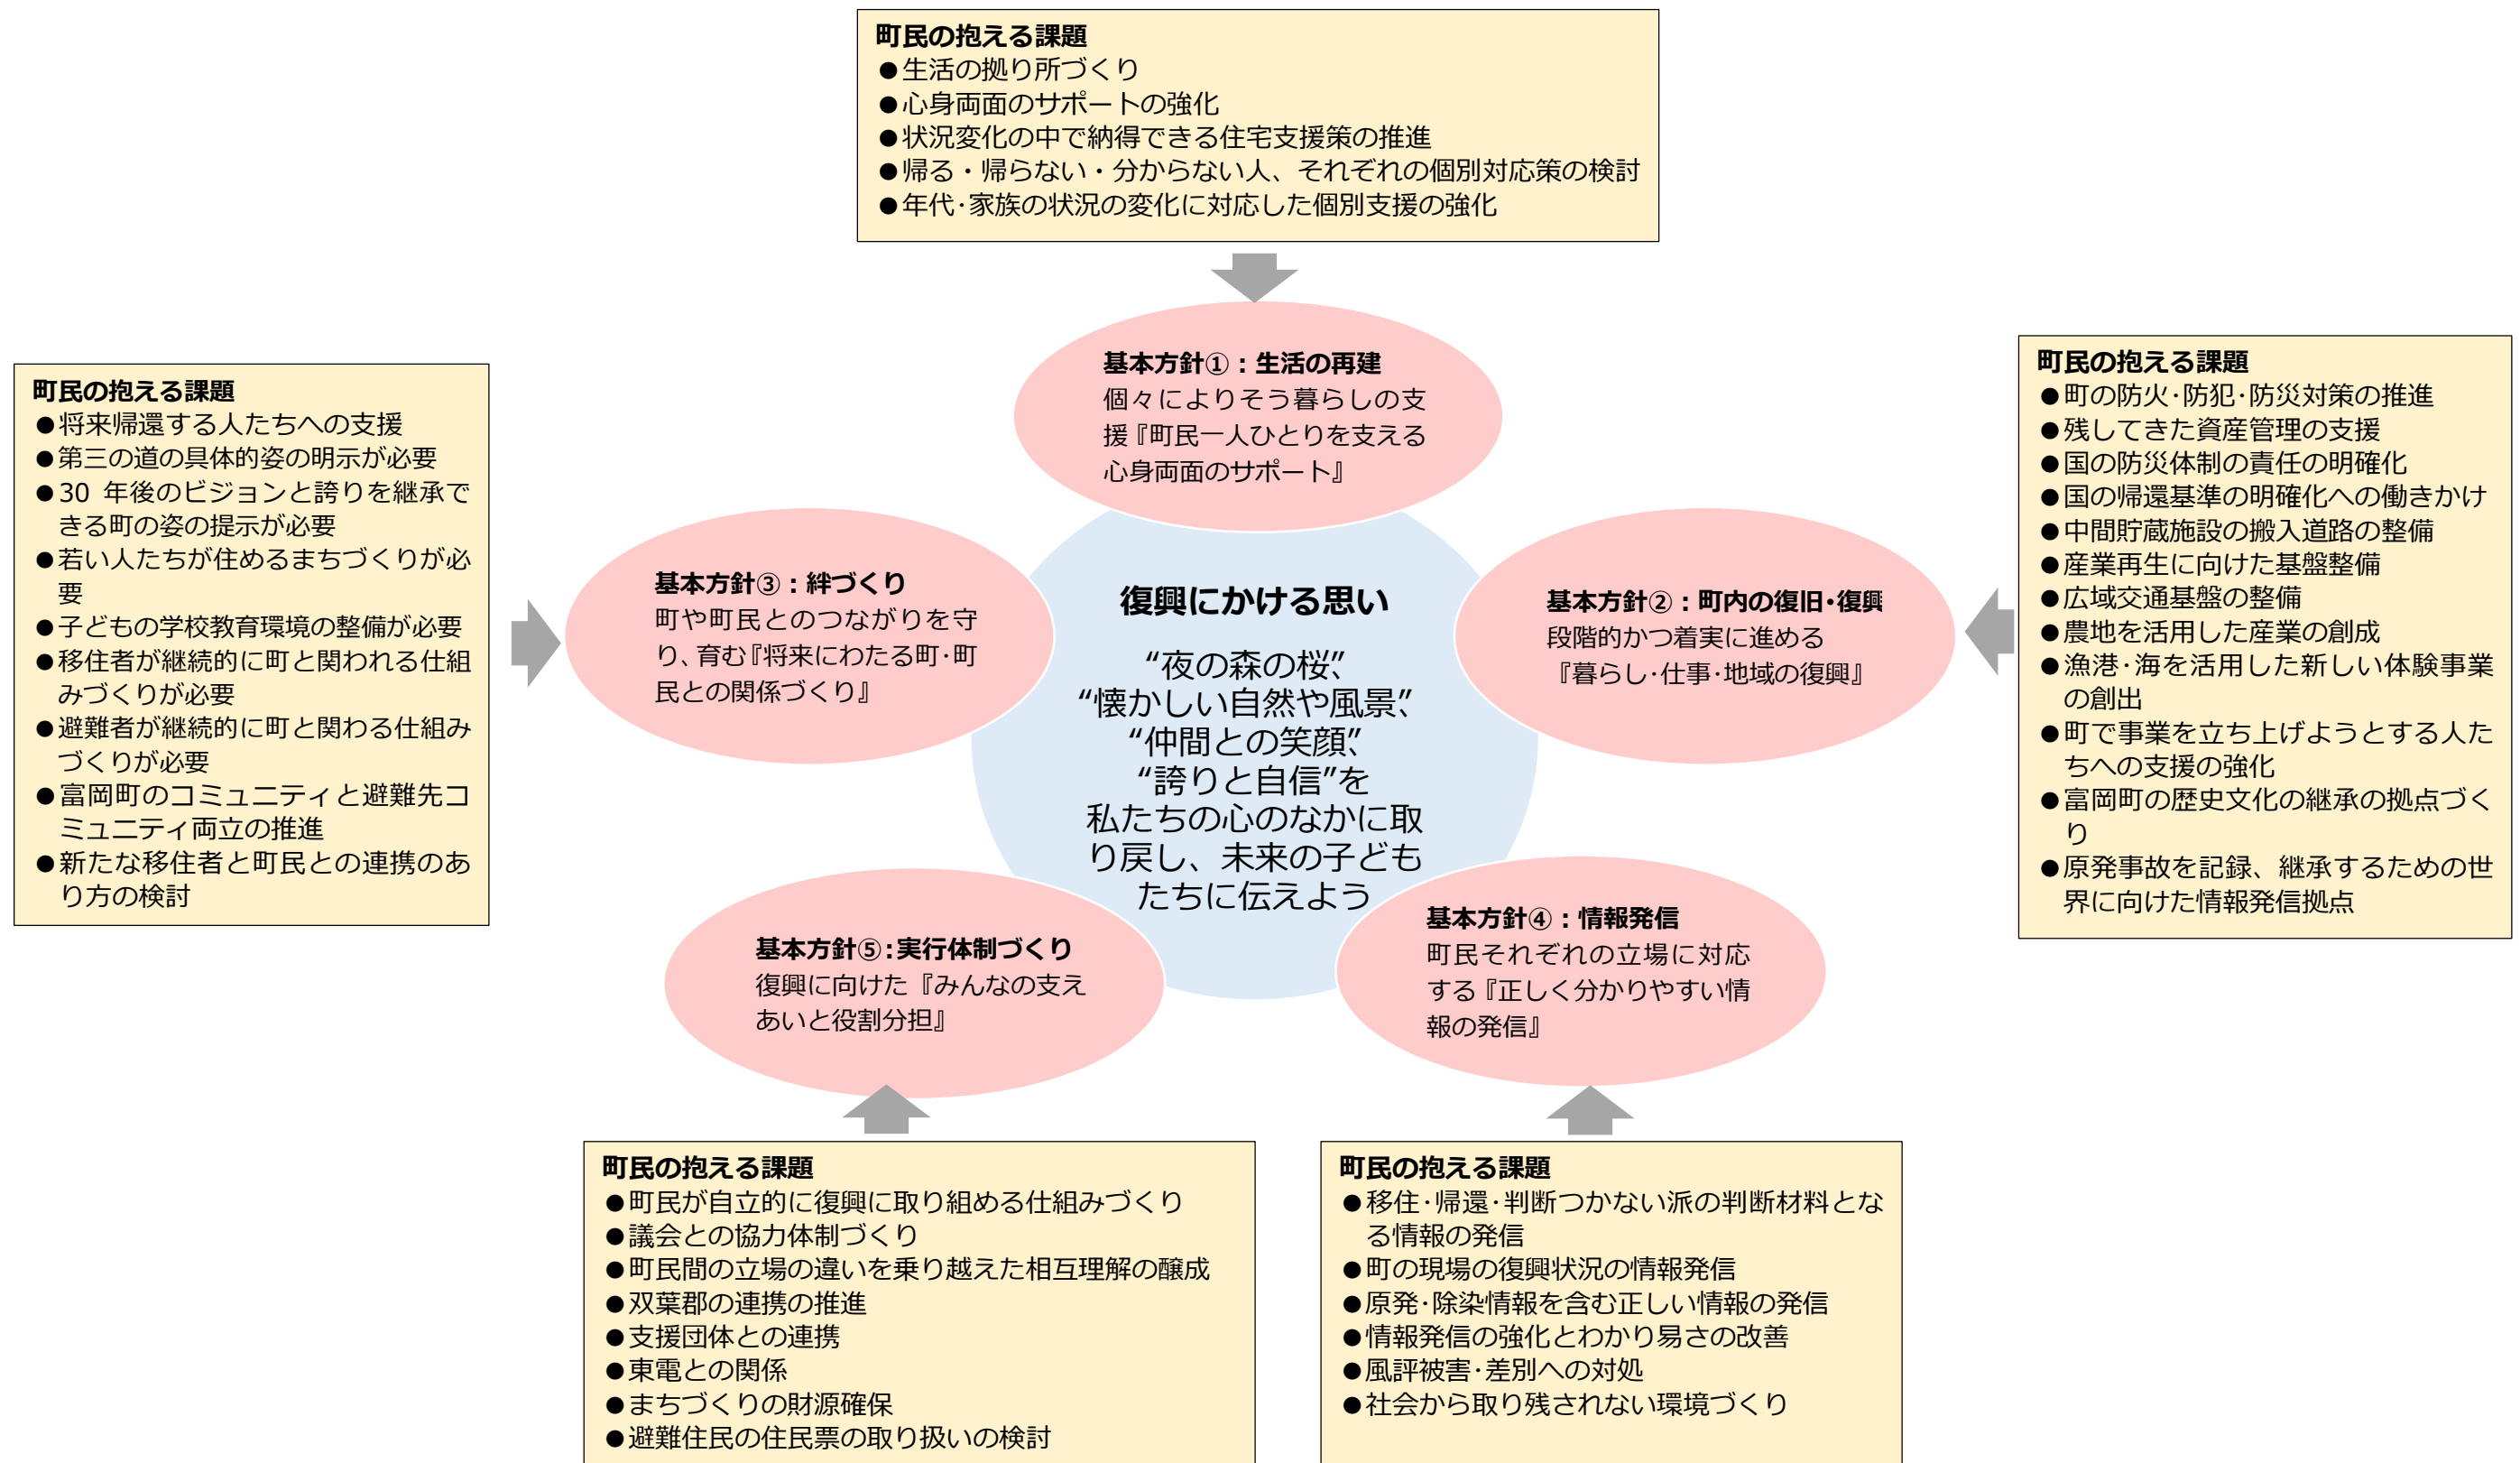 町民の抱える課題
●生活の拠り所づくり
●心身両面のサポートの強化
●状況変化の中で納得できる住宅支援策の推進
●帰る・帰らない・分からない人、それぞれの個別対応策の検討
●年代･家族の状況の変化に対応した個別支援の強化
基本方針①：生活の再建
個々によりそう暮らしの支
援『町民一人ひとりを支える
心身両面のサポート』
町民の抱える課題
●将来帰還する人たちへの支援
●第三の道の具体的姿の明示が必要
●30 年後のビジョンと誇りを継承で
きる町の姿の提示が必要
●若い人たちが住めるまちづくりが必
要
●子どもの学校教育環境の整備が必要
●移住者が継続的に町と関われる仕組
みづくりが必要
●避難者が継続的に町と関わる仕組み
づくりが必要
●富岡町のコミュニティと避難先コ
ミュニティ両立の推進
●新たな移住者と町民との連携のあ
り方の検討
基本方針③：絆づくり
町や町民とのつながりを守
り、育む『将来にわたる町･町
民との関係づくり』
復興にかける思い
“夜の森の桜”、
“懐かしい自然や風景”、
“仲間との笑顔”、
“誇りと自信”を
私たちの心のなかに取
り戻し、未来の子ども
たちに伝えよう
基本方針②：町内の復旧･復興
段階的かつ着実に進める
『暮らし･仕事･地域の復興』
町民の抱える課題
●町の防火･防犯･防災対策の推進
●残してきた資産管理の支援
●国の防災体制の責任の明確化
●国の帰還基準の明確化への働きかけ
●中間貯蔵施設の搬入道路の整備
●産業再生に向けた基盤整備
●広域交通基盤の整備
●農地を活用した産業の創成
●漁港･海を活用した新しい体験事業
の創出
●町で事業を立ち上げようとする人た
ちへの支援の強化
●富岡町の歴史文化の継承の拠点づく
り
●原発事故を記録、継承するための世
界に向けた情報発信拠点
基本方針⑤：実行体制づくり
復興に向けた『みんなの支え
あいと役割分担』
基本方針④：情報発信
町民それぞれの立場に対応
する『正しく分かりやすい情
報の発信』
町民の抱える課題
●町民が自立的に復興に取り組める仕組みづくり
●議会との協力体制づくり
●町民間の立場の違いを乗り越えた相互理解の醸成
●双葉郡の連携の推進
●支援団体との連携
●東電との関係
●まちづくりの財源確保
●避難住民の住民票の取り扱いの検討
町民の抱える課題
●移住･帰還･判断つかない派の判断材料とな
る情報の発信
●町の現場の復興状況の情報発信
●原発･除染情報を含む正しい情報の発信
●情報発信の強化とわかり易さの改善
●風評被害･差別への対処
●社会から取り残されない環境づくり